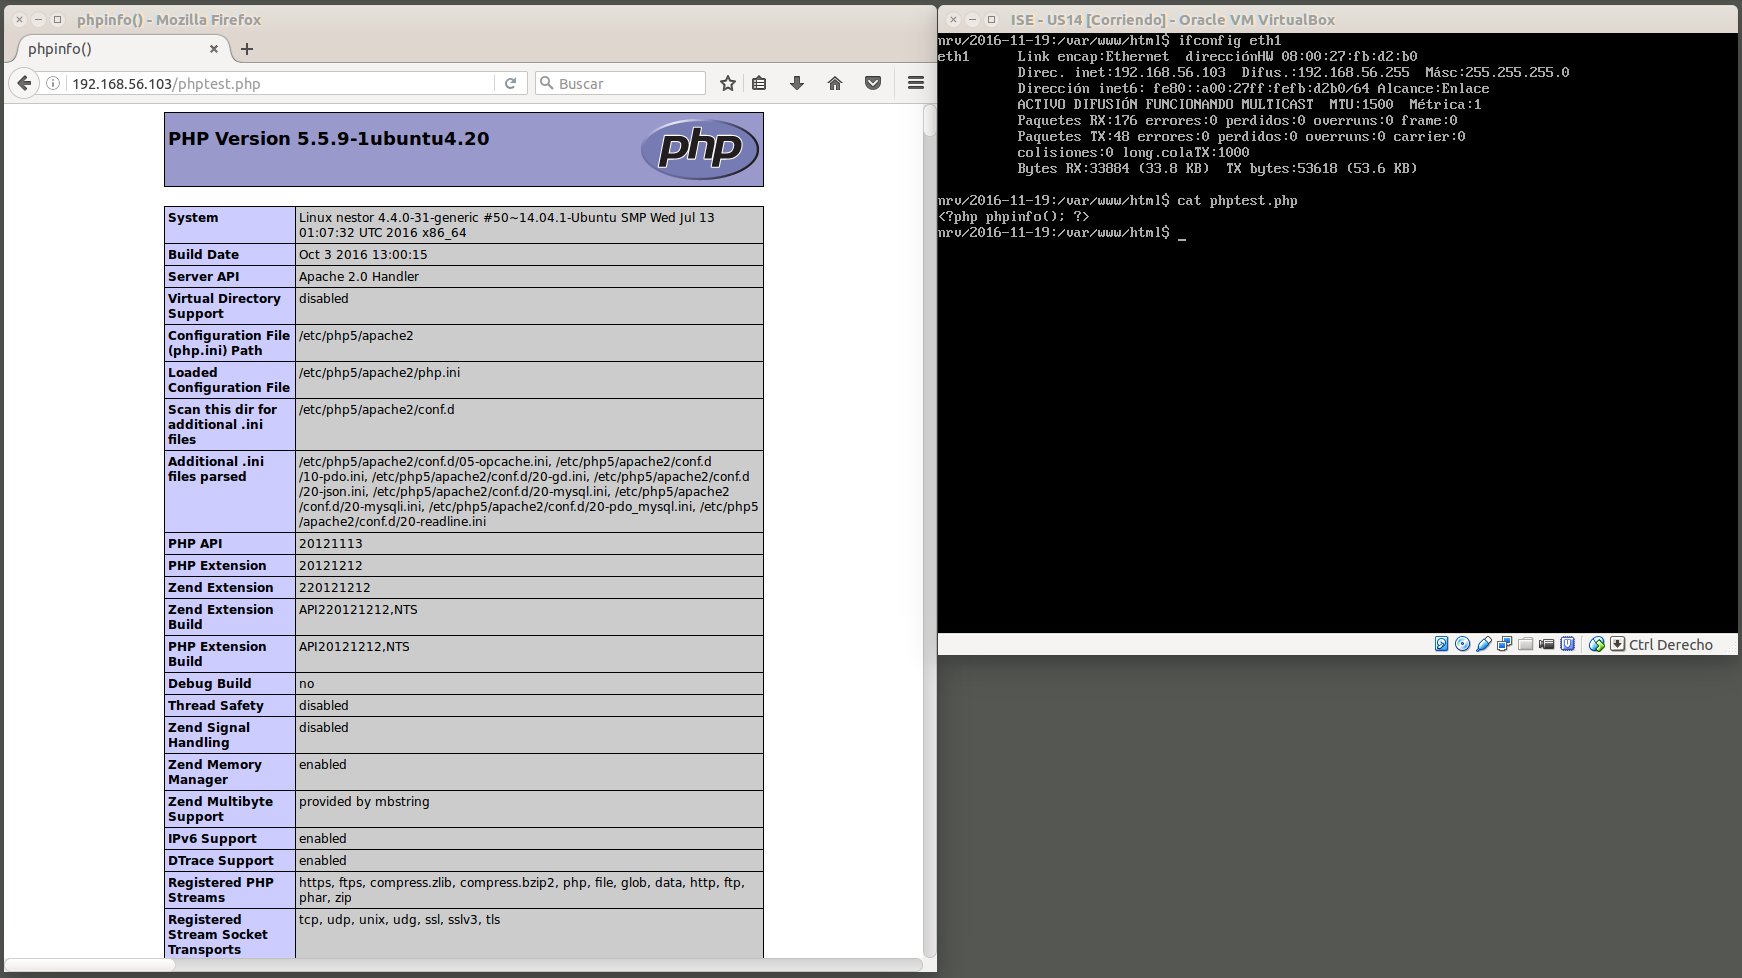 phpinfo() - Mozilla Firefox
phpinfo()
192.168.56.103/phptest.php
Buscar
PHP Version 5.5.9-1ubuntu4.20
php
System
Linux nestor 4.4.0-31-generic #50~14.04.1-Ubuntu SMP Wed Jul 13
01:07:32 UTC 2016 x86_64
Build Date
Oct 3 2016 13:00:15
Server API
Apache 2.0 Handler
Virtual Directory
Support
disabled
Configuration File
(php.ini) Path
/etc/php5/apache2
Loaded
Configuration File
/etc/php5/apache2/php.ini
Scan this dir for
additional .ini
files
/etc/php5/apache2/conf.d
Additional .ini
files parsed
/etc/php5/apache2/conf.d/05-opcache.ini, /etc/php5/apache2/conf.d
/10-pdo.ini, /etc/php5/apache2/conf.d/20-gd.ini, /etc/php5/apache2/conf.d
/20-json.ini, /etc/php5/apache2/conf.d/20-mysql.ini, /etc/php5/apache2
/conf.d/20-mysqli.ini, /etc/php5/apache2/conf.d/20-pdo_mysql.ini, /etc/php5
/apache2/conf.d/20-readline.ini
PHP API
20121113
PHP Extension
20121212
Zend Extension
220121212
Zend Extension
Build
API220121212,NTS
PHP Extension
Build
API20121212,NTS
Debug Build
no
Thread Safety
disabled
Zend Signal
Handling
disabled
Zend Memory
Manager
enabled
Zend Multibyte
Support
provided by mbstring
IPv6 Support
enabled
DTrace Support
enabled
Registered PHP
Streams
https, ftps, compress.zlib, compress.bzip2, php, file, glob, data, http, ftp,
phar, zip
Registered
Stream Socket
Transports
tcp, udp, unix, udg, ssl, sslv3, tls
ISE - US14 [Corriendo] - Oracle VM VirtualBox
nrv/2016-11-19:/var/www/html$ ifconfig eth1
eth1      Link encap:Ethernet  direcciónHW 08:00:27:fb:d2:b0
Direc. inet:192.168.56.103  Difus.:192.168.56.255  Másc:255.255.255.0
Dirección inet6: fe80::a00:27ff:fefb:d2b0/64 Alcance:Enlace
ACTIVO DIFUSIÓN FUNCIONANDO MULTICAST  MTU:1500  Métrica:1
Paquetes RX:176 errores:0 perdidos:0 overruns:0 frame:0
Paquetes TX:48 errores:0 perdidos:0 overruns:0 carrier:0
colisiones:0 long.colaTX:1000
Bytes RX:33884 (33.8 KB)  TX bytes:53618 (53.6 KB)
nrv/2016-11-19:/var/www/html$ cat phptest.php
<?php phpinfo(); ?>
nrv/2016-11-19:/var/www/html$ _
Ctrl Derecho